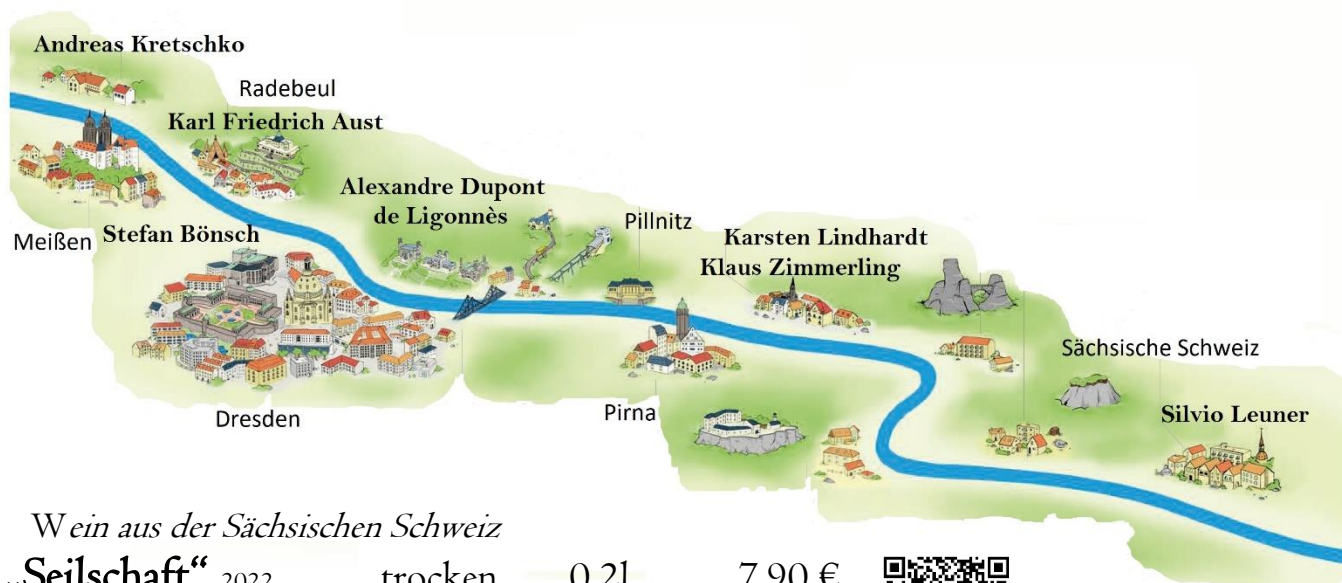 Andreas Kretschko
Radebeul
Karl Friedrich Aust
Alexandre Dupont
de Ligonnès
Pillnitz
Meißen
Stefan Bönsch
Karsten Lindhardt
Klaus Zimmerling
Sächsische Schweiz
Dresden
Pirna
Silvio Leuner
Wein aus der Sächsischen Schweiz
„Seilschaft“ 2022 trocken 0,2l 7,90 €